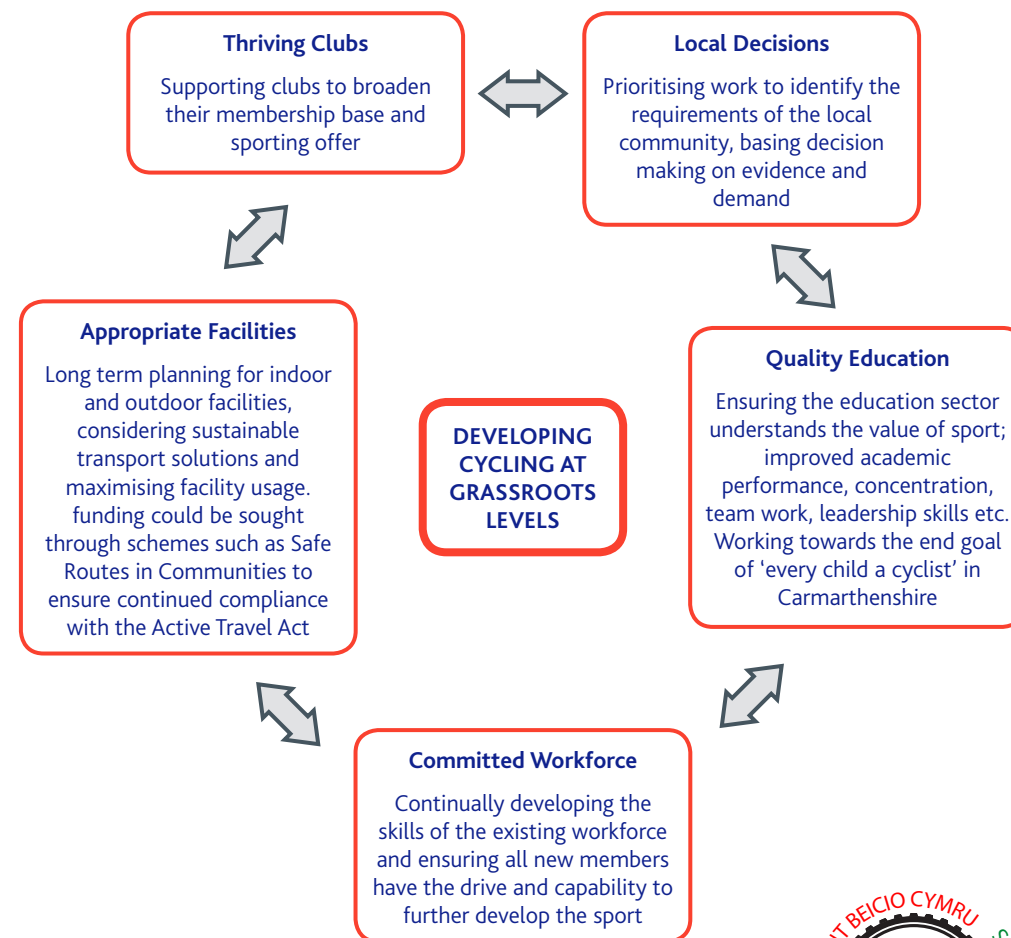 Thriving Clubs
Supporting clubs to broaden
their membership base and
sporting offer
Local Decisions
Prioritising work to identify the
requirements of the local
community, basing decision
making on evidence and
demand
Appropriate Facilities
Long term planning for indoor
and outdoor facilities,
considering sustainable
transport solutions and
maximising facility usage.
funding could be sought
through schemes such as Safe
Routes in Communities to
ensure continued compliance
with the Active Travel Act
DEVELOPING
CYCLING AT
GRASSROOTS
LEVELS
Quality Education
Ensuring the education sector
understands the value of sport;
improved academic
performance, concentration,
team work, leadership skills etc.
Working towards the end goal
of ‘every child a cyclist’ in
Carmarthenshire
Committed Workforce
Continually developing the
skills of the existing workforce
and ensuring all new members
have the drive and capability to
further develop the sport
BEICIO CYMRU